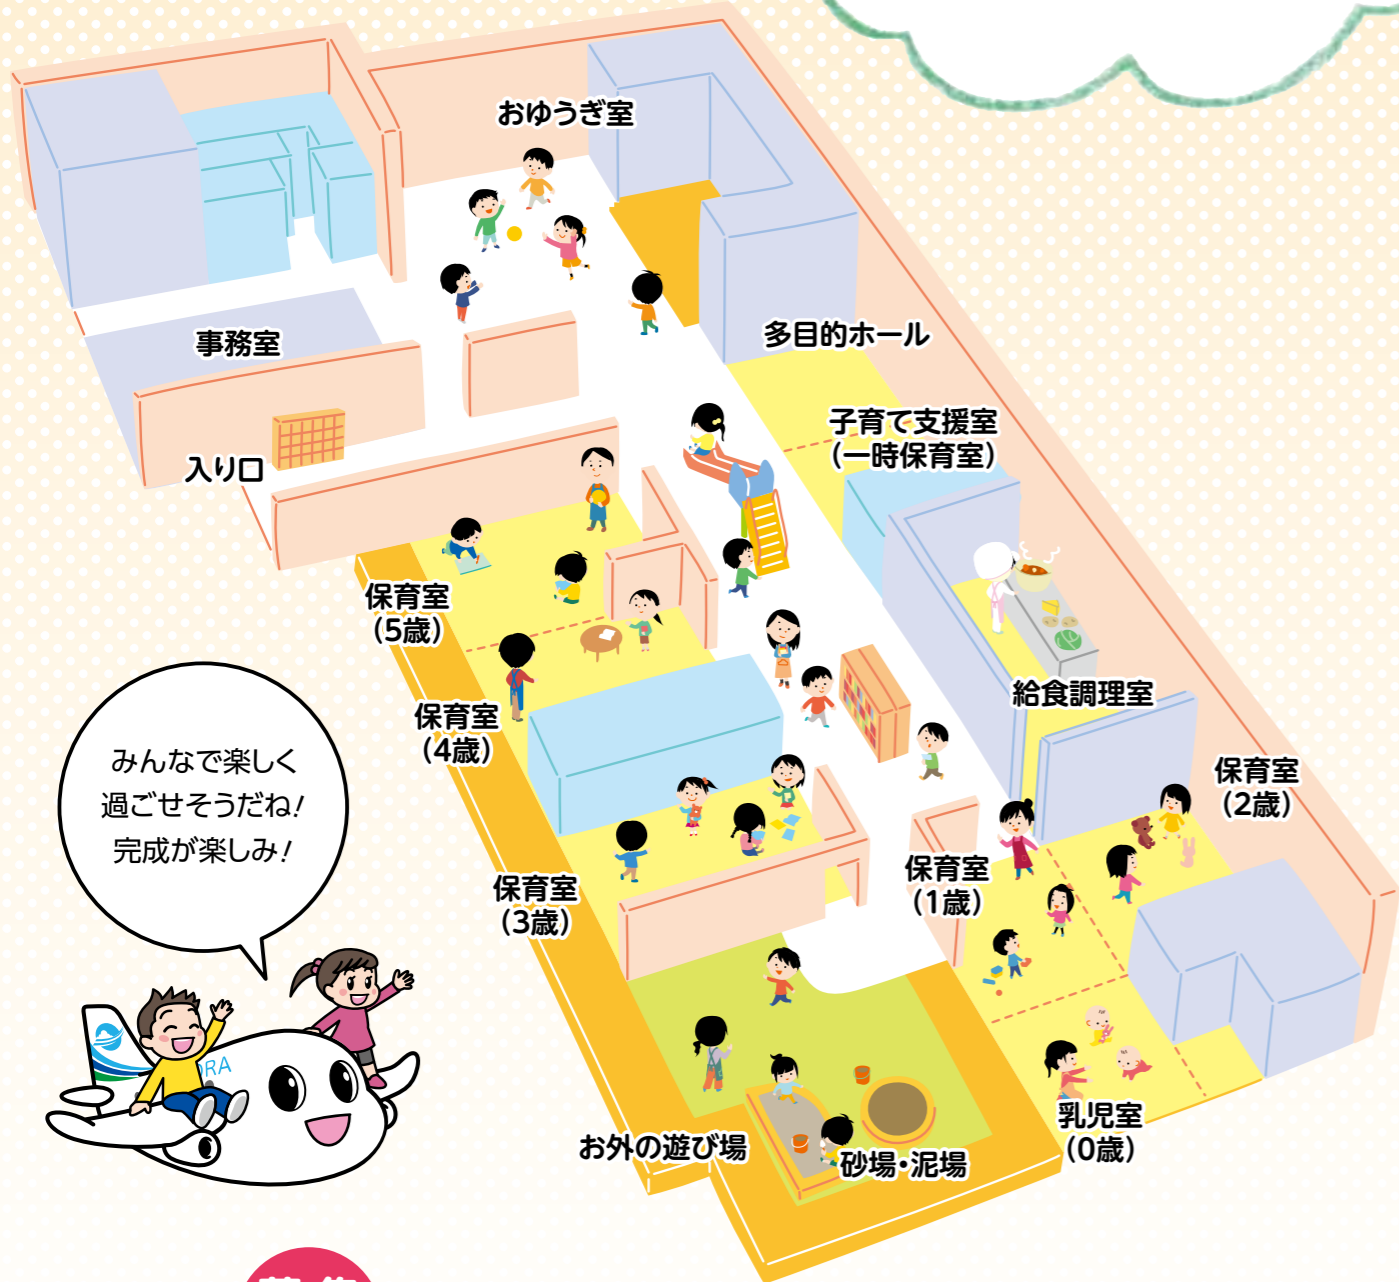 おゆうぎ室
事務室
多目的ホール
子育て支援室
(一時保育室)
入り口
保育室
(5歳)
保育室
(4歳)
給食調理室
保育室
(2歳)
みんなで楽しく
過ごせそうだね!
完成が楽しみ!
保育室
(3歳)
保育室
(1歳)
お外の遊び場
砂場・泥場
乳児室
(0歳)